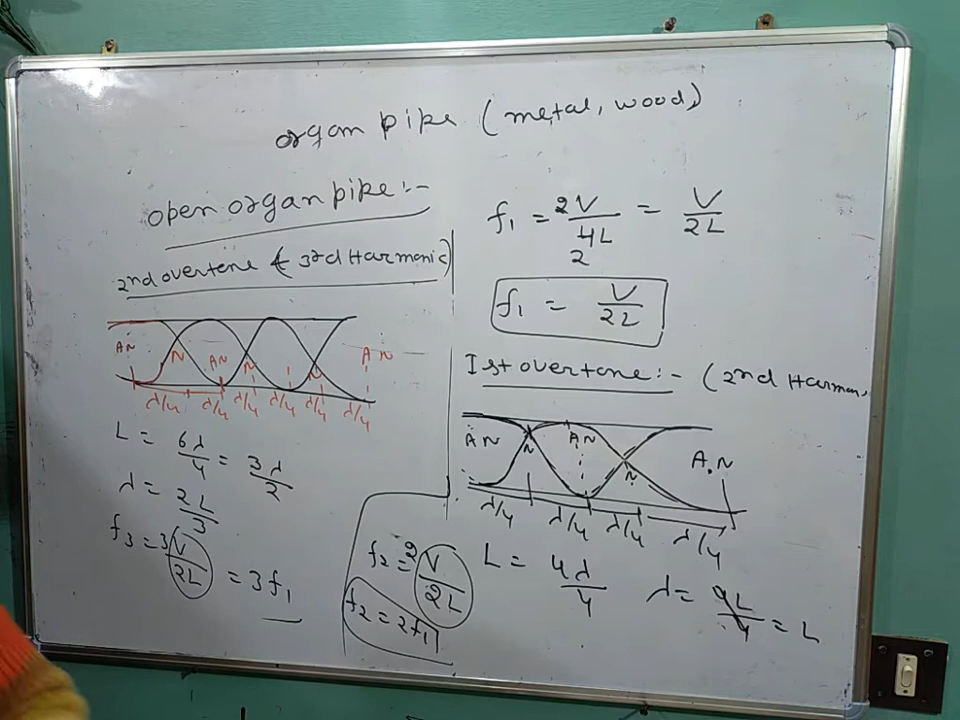 organ pipe (metal, wood)
open organ pipe :-
2nd overtone & 3rd Harmonic)
AN N AN N N AN
λ/4 λ/4 λ/4 λ/4 λ/4 λ/4
L = 6λ/4 = 3λ/2
λ = 2L/3
f3 = 3 V/2L = 3f1
f1 = 2V/4L 2 = V/2L
f1 = V/2L
Ist overtone :- (2nd Harmon
AN N AN N A.N
λ/4 λ/4 λ/4 λ/4
L = 4λ/4 λ = 4L/4 = L
f2 = 2 V/2L
f2 = 2f1